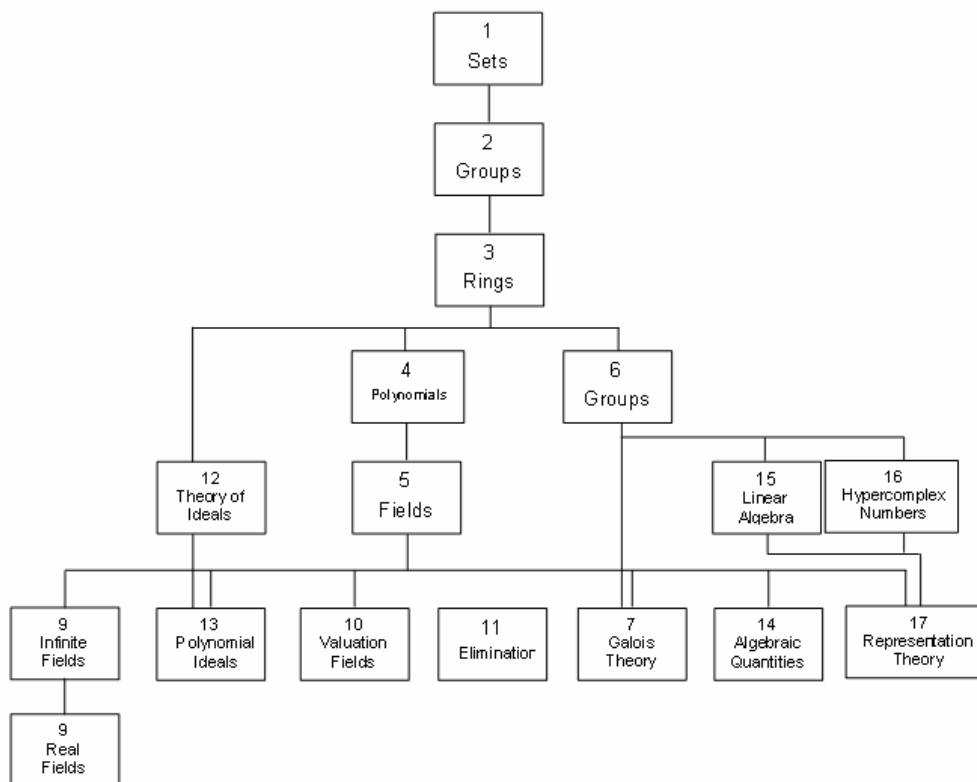 1
Sets
2
Groups
3
Rings
4
Polynomials
6
Groups
12
Theory of
Ideals
5
Fields
15
Linear
Algebra
16
Hypercomplex
Numbers
9
Infinite
Fields
13
Polynomial
Ideals
10
Valuation
Fields
11
Elimination
7
Galois
Theory
14
Algebraic
Quantities
17
Representation
Theory
9
Real
Fields